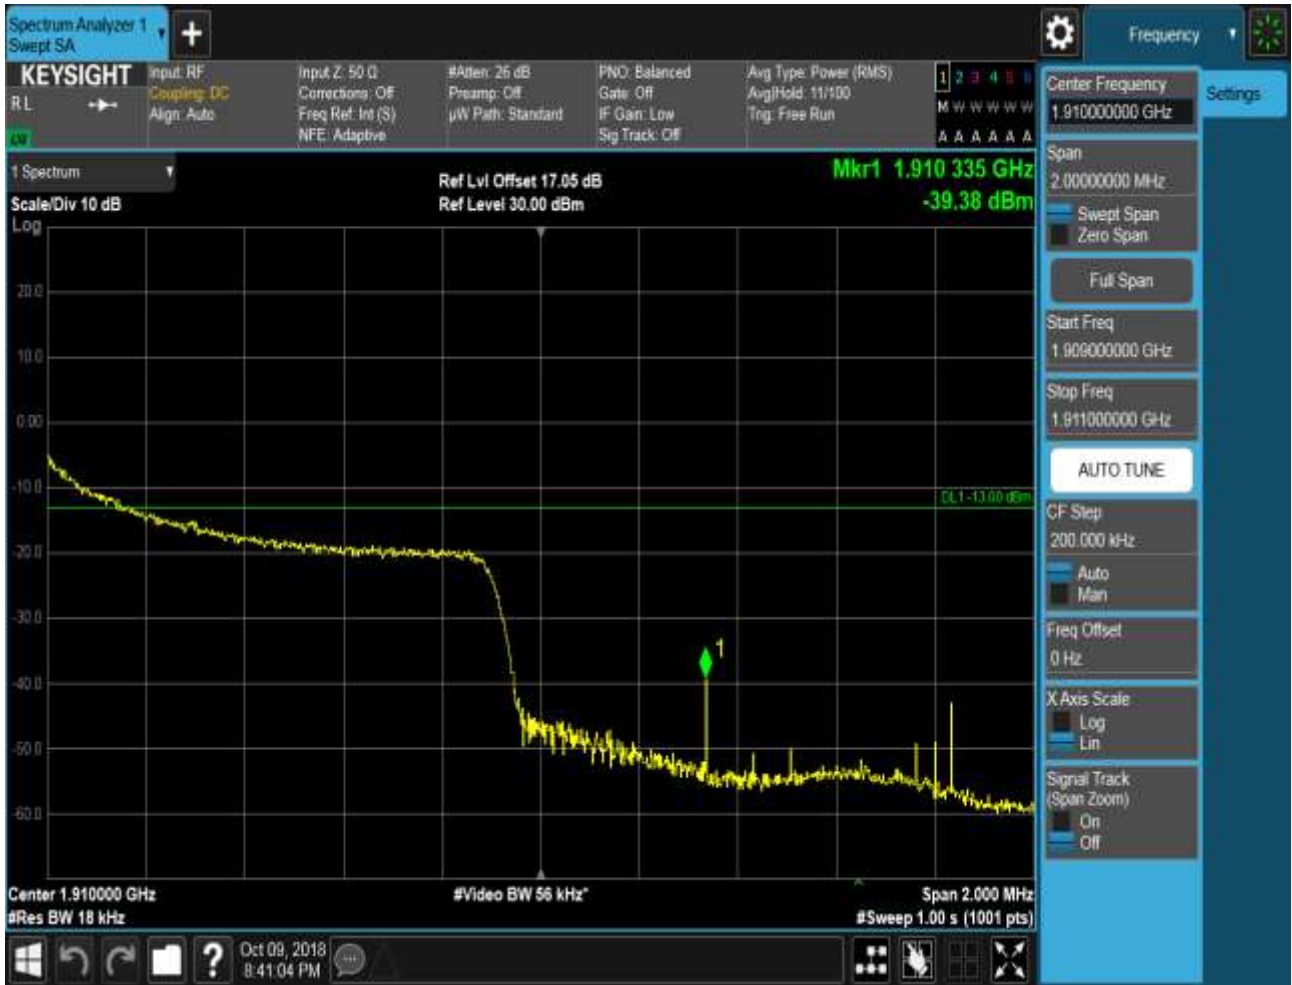 Spectrum Analyzer 1
Swept SA
Frequency
KEYSIGHT
R L
Input: RF
Coupling: DC
Align: Auto
Input Z: 50 Ω
Corrections: Off
Freq Ref: Int (S)
NFE: Adaptive
#Atten: 26 dB
Preamp: Off
µW Path: Standard
PNO: Balanced
Gate: Off
IF Gain: Low
Sig Track: Off
Avg Type: Power (RMS)
Avg|Hold: 11/100
Trig: Free Run
1 2 3 4 5 6
M W W W W W
A A A A A A
1 Spectrum
Scale/Div 10 dB
Log
Ref Lvl Offset 17.05 dB
Ref Level 30.00 dBm
Mkr1 1.910 335 GHz
-39.38 dBm
20.0
10.0
0.00
-10.0
-20.0
-30.0
-40.0
-50.0
-60.0
DL1 -13.00 dBm
1
Center 1.910000 GHz
#Res BW 18 kHz
#Video BW 56 kHz*
Span 2.000 MHz
#Sweep 1.00 s (1001 pts)
Oct 09, 2018
8:41:04 PM
Center Frequency
1.910000000 GHz
Settings
Span
2.00000000 MHz
Swept Span
Zero Span
Full Span
Start Freq
1.909000000 GHz
Stop Freq
1.911000000 GHz
AUTO TUNE
CF Step
200.000 kHz
Auto
Man
Freq Offset
0 Hz
X Axis Scale
Log
Lin
Signal Track
(Span Zoom)
On
Off